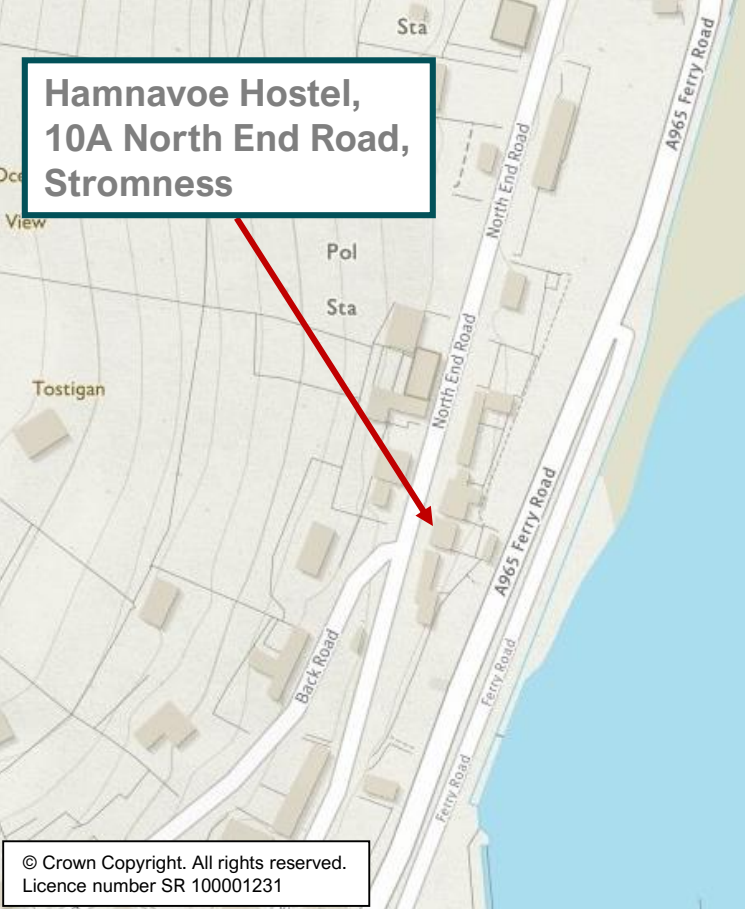 Sta
Hamnavoe Hostel,
10A North End Road,
Stromness
A965 Ferry Road
North End Road
View
Pol
Sta
North End Road
Tostigan
A965 Ferry Road
Back Road
Ferry Road
Ferry Road
© Crown Copyright. All rights reserved.
Licence number SR 100001231